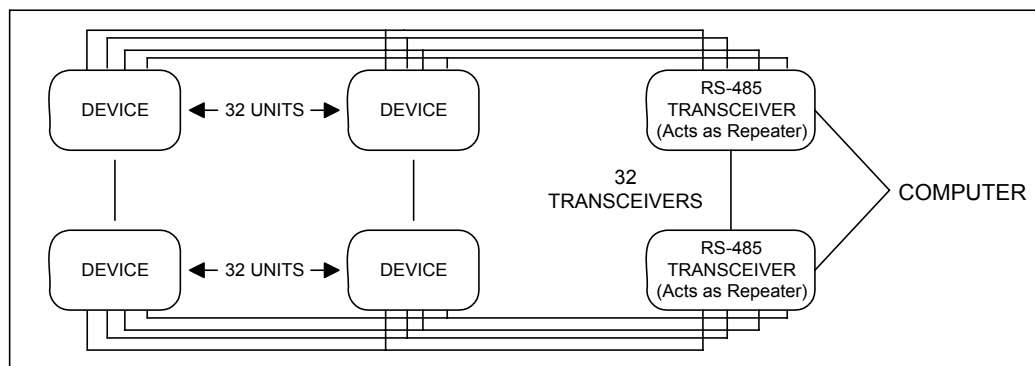 DEVICE
32 UNITS
DEVICE
RS-485
TRANSCEIVER
(Acts as Repeater)
32
TRANSCEIVERS
COMPUTER
DEVICE
32 UNITS
DEVICE
RS-485
TRANSCEIVER
(Acts as Repeater)